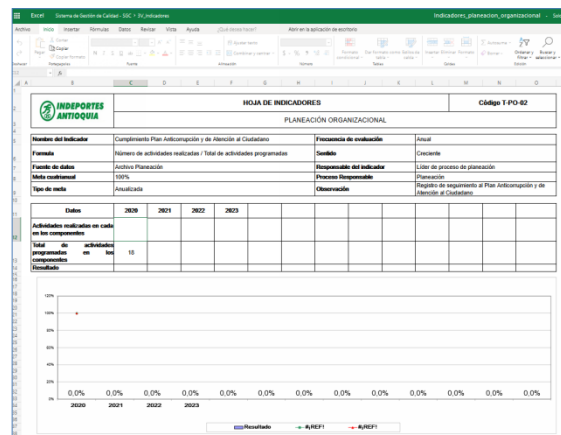 Excel Sistema de Gestión de Calidad - SGC > 3V_Indicadores Indicadores_planeacion_organizacional
Archivo Inicio Insertar Fórmulas Datos Revisar Vista Ayuda Abrir en la aplicación de escritorio
INDEPORTES
ANTIOQUIA
HOJA DE INDICADORES
Código T-PO-02
PLANEACIÓN ORGANIZACIONAL
Nombre del Indicador Cumplimiento Plan Anticorrupción y de Atención al Ciudadano Frecuencia de evaluación Anual
Formula Número de actividades realizadas / Total de actividades programadas Sentido Creciente
Fuente de datos Archivo Planeación Responsable del indicador Líder de proceso de planeación
Meta cuatrianual 100% Proceso Responsable Planeación
Tipo de meta Anualizada Observación Registro de seguimiento al Plan Anticorrupción y de
Atención al Ciudadano
Datos 2020 2021 2022 2023
Actividades realizadas en cada
en los componentes
Total de actividades
programadas en los
componentes
Resultado
120%
100%
80%
60%
40%
20%
0%
0,0% 0,0% 0,0% 0,0% 0,0% 0,0% 0,0% 0,0% 0,0% 0,0% 0,0% 0,0%
2020 2021 2022 2023
Resultado #¡REF! #¡REF!